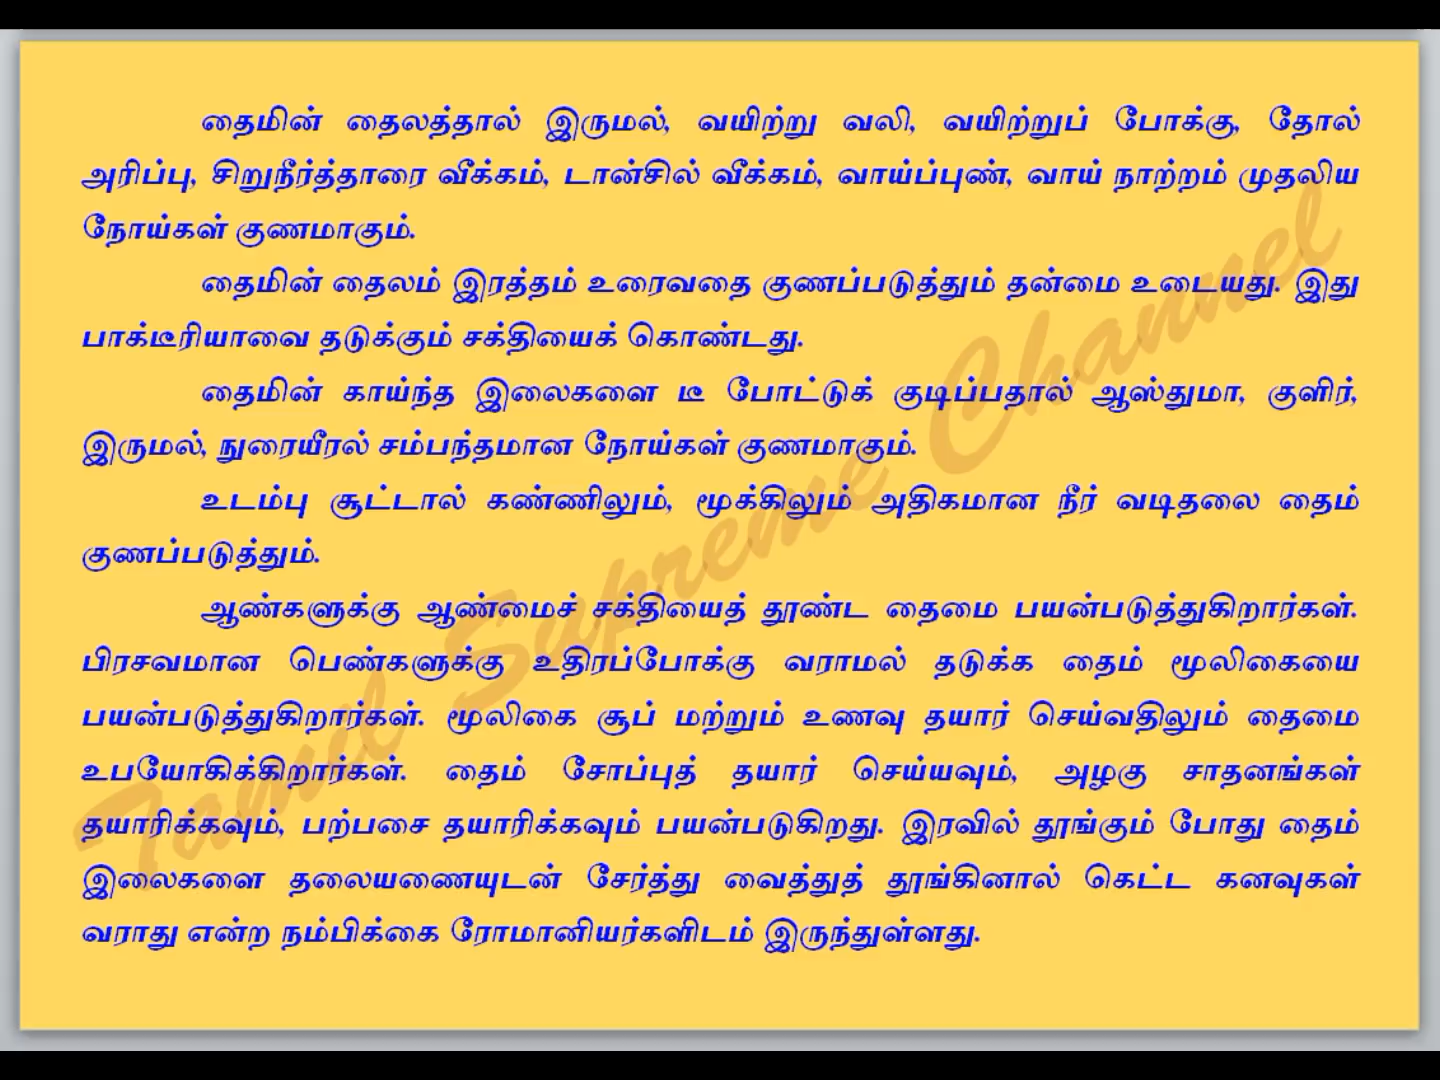 தைமின் தைலத்தால் இருமல், வயிற்று வலி, வயிற்றுப் போக்கு, தோல்
அரிப்பு, சிறுநீர்த்தாரை வீக்கம், டான்சில் வீக்கம், வாய்ப்புண், வாய் நாற்றம் முதலிய
நோய்கள் குணமாகும்.
தைமின் தைலம் இரத்தம் உரைவதை குணப்படுத்தும் தன்மை உடையது. இது
பாக்டீரியாவை தடுக்கும் சக்தியைக் கொண்டது.
தைமின் காய்ந்த இலைகளை டீ போட்டுக் குடிப்பதால் ஆஸ்துமா, குளிர்,
இருமல், நுரையீரல் சம்பந்தமான நோய்கள் குணமாகும்.
உடம்பு சூட்டால் கண்ணிலும், மூக்கிலும் அதிகமான நீர் வடிதலை தைம்
குணப்படுத்தும்.
ஆண்களுக்கு ஆண்மைச் சக்தியைத் தூண்ட தைமை பயன்படுத்துகிறார்கள்.
பிரசவமான பெண்களுக்கு உதிரப்போக்கு வராமல் தடுக்க தைம் மூலிகையை
பயன்படுத்துகிறார்கள். மூலிகை சூப் மற்றும் உணவு தயார் செய்வதிலும் தைமை
உபயோகிக்கிறார்கள். தைம் சோப்புத் தயார் செய்யவும், அழகு சாதனங்கள்
தயாரிக்கவும், பற்பசை தயாரிக்கவும் பயன்படுகிறது. இரவில் தூங்கும் போது தைம்
இலைகளை தலையணையுடன் சேர்த்து வைத்துத் தூங்கினால் கெட்ட கனவுகள்
வராது என்ற நம்பிக்கை ரோமானியர்களிடம் இருந்துள்ளது.
Tamil Supreme Channel